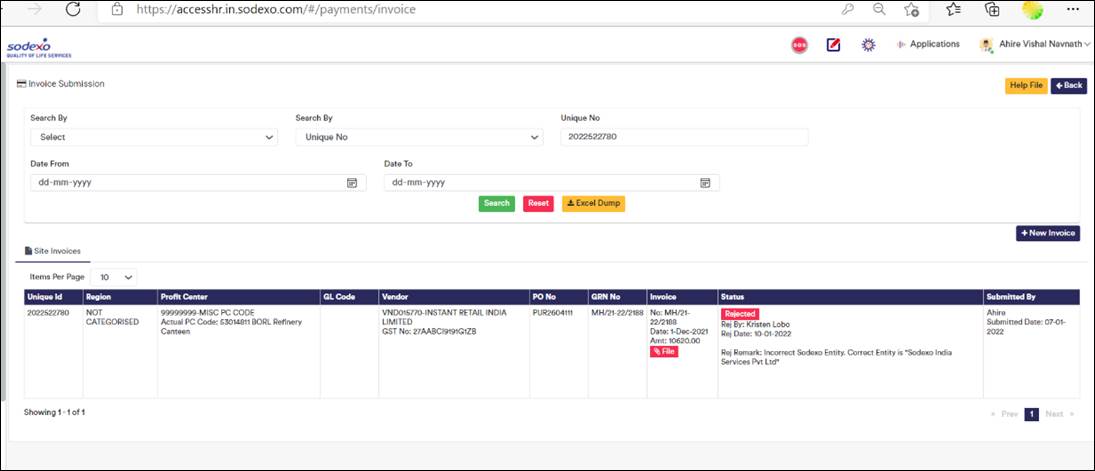 https://accesshr.in.sodexo.com/#/payments/invoice
sodexo
QUALITY OF LIFE SERVICES
SOS
Applications
Ahire Vishal Navnath
Invoice Submission
Help File
Back
Search By
Search By
Unique No
Select
Unique No
2022522780
Date From
Date To
dd-mm-yyyy
dd-mm-yyyy
Search
Reset
Excel Dump
+ New Invoice
Site Invoices
Items Per Page 10
Unique Id Region Profit Center GL Code Vendor PO No GRN No Invoice Status Submitted By
2022522780
NOT
CATEGORISED
99999999-MISC PC CODE
Actual PC Code: 53014811 BORL Refinery
Canteen
VND015770-INSTANT RETAIL INDIA
LIMITED
GST No: 27AABCI9191G1ZB
PUR2604111
MH/21-22/2188
No: MH/21-
22/2188
Date: 1-Dec-2021
Amt: 10620.00
File
Rejected
Rej By: Kristen Lobo
Rej Date: 10-01-2022
Rej Remark: Incorrect Sodexo Entity. Correct Entity is "Sodexo India
Services Pvt Ltd"
Ahire
Submitted Date: 07-01-
2022
Showing 1 - 1 of 1
« Prev 1 Next »